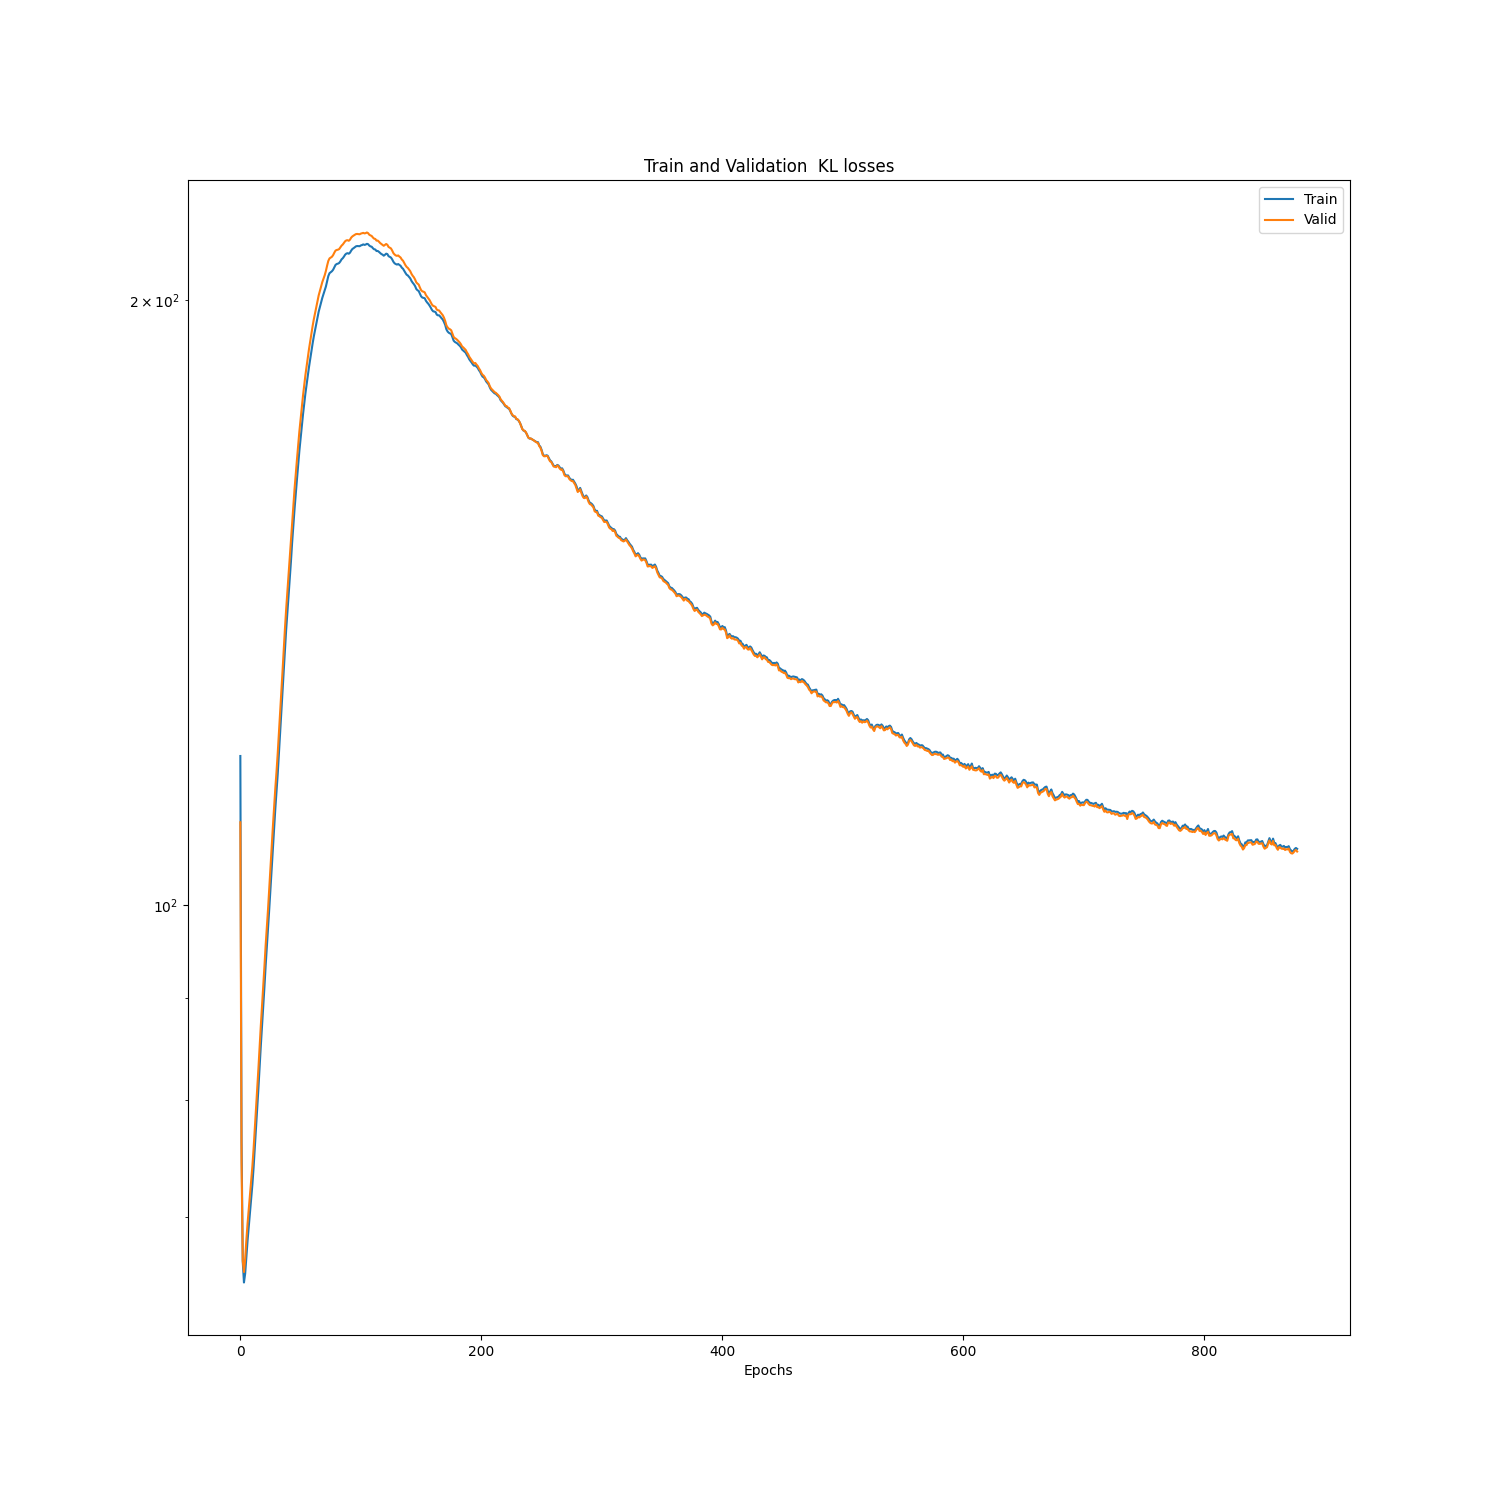 Train and Validation  KL losses
Train
Valid
2 × 10²
10²
0 200 400 600 800
Epochs